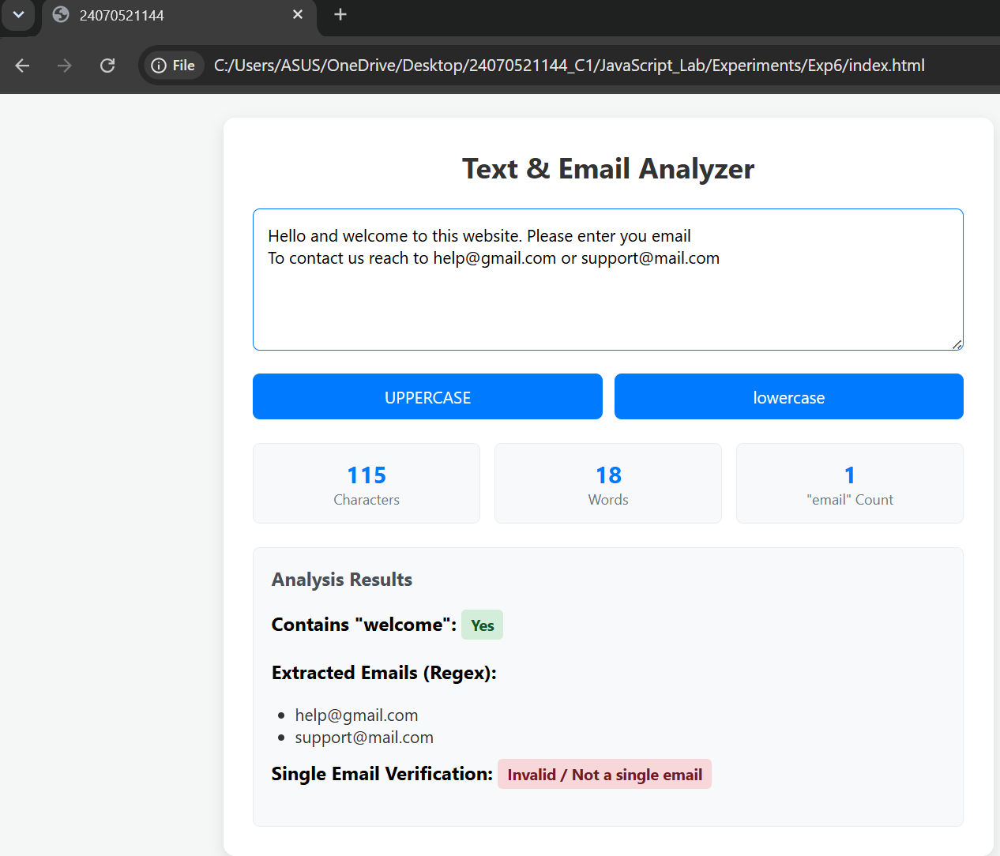 24070521144
File
C:/Users/ASUS/OneDrive/Desktop/24070521144_C1/JavaScript_Lab/Experiments/Exp6/index.html
Text & Email Analyzer
Hello and welcome to this website. Please enter you email
To contact us reach to help@gmail.com or support@mail.com
UPPERCASE
lowercase
115
Characters
18
Words
1
"email" Count
Analysis Results
Contains "welcome": Yes
Extracted Emails (Regex):
help@gmail.com
support@mail.com
Single Email Verification: Invalid / Not a single email